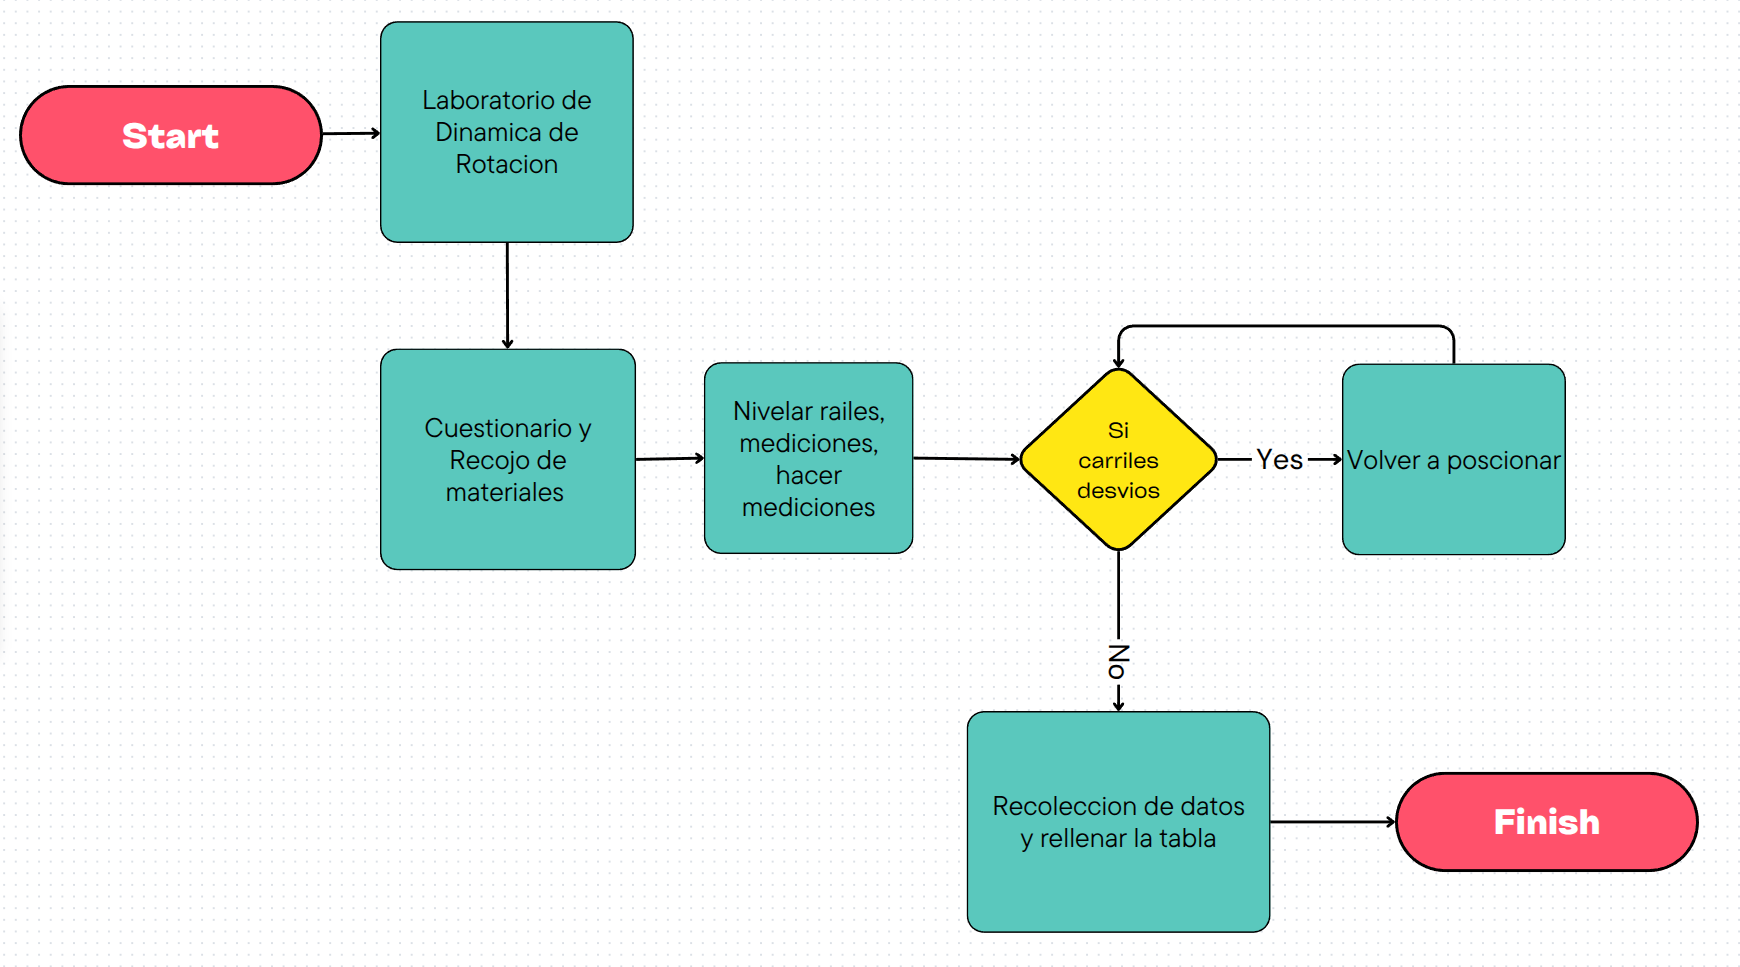 Start
Laboratorio de
Dinamica de
Rotacion
Cuestionario y
Recojo de
materiales
Nivelar railes,
mediciones,
hacer
mediciones
Si
carriles
desvios
Yes
Volver a poscionar
No
Recoleccion de datos
y rellenar la tabla
Finish